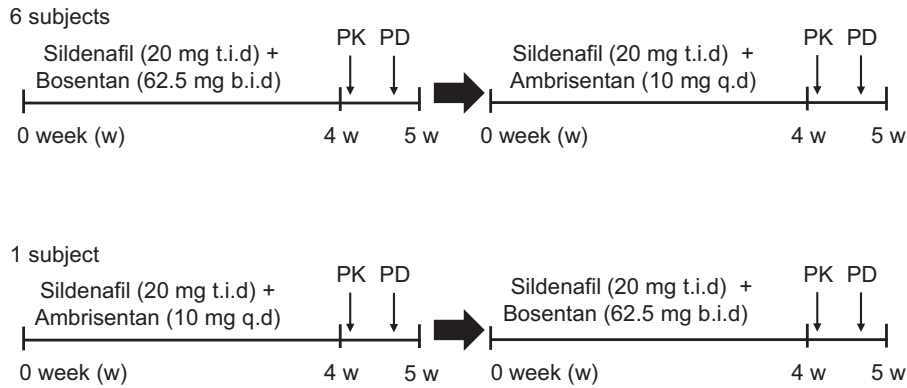 6 subjects
Sildenafil (20 mg t.i.d) +
Bosentan (62.5 mg b.i.d)
PK PD
0 week (w)
4 w
5 w
Sildenafil (20 mg t.i.d) +
Ambrisentan (10 mg q.d)
PK PD
0 week (w)
4 w
5 w
1 subject
Sildenafil (20 mg t.i.d) +
Ambrisentan (10 mg q.d)
PK PD
0 week (w)
4 w
5 w
Sildenafil (20 mg t.i.d) +
Bosentan (62.5 mg b.i.d)
PK PD
0 week (w)
4 w
5 w